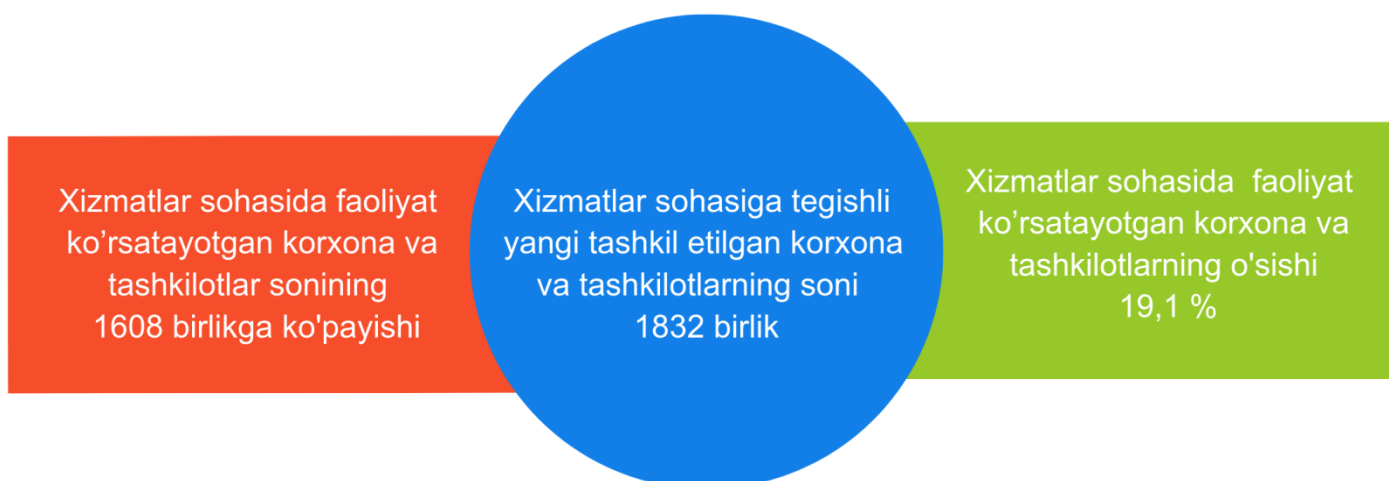 Xizmatlar sohasida faoliyat
ko’rsatayotgan korxona va
tashkilotlar sonining
1608 birlikga ko'payishi
Xizmatlar sohasiga tegishli
yangi tashkil etilgan korxona
va tashkilotlarning soni
1832 birlik
Xizmatlar sohasida faoliyat
ko’rsatayotgan korxona va
tashkilotlarning o'sishi
19,1 %